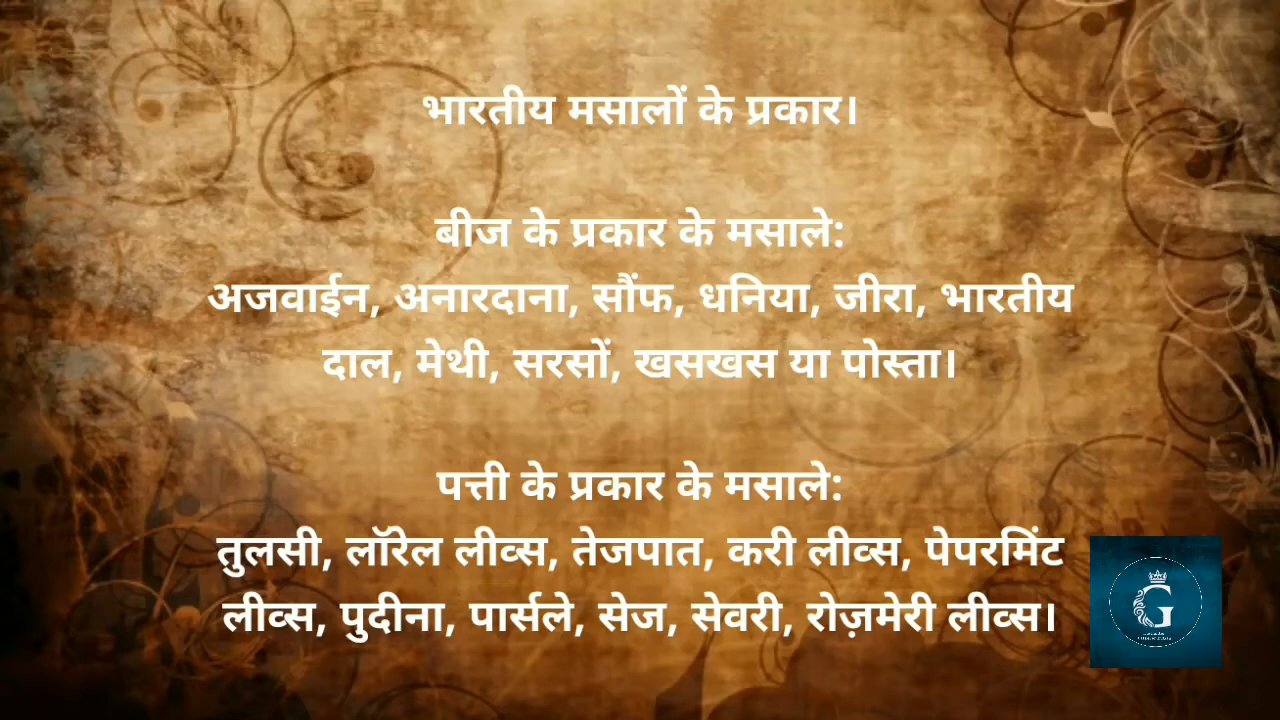 भारतीय मसालों के प्रकार।
बीज के प्रकार के मसाले:
अजवाईन, अनारदाना, सौंफ, धनिया, जीरा, भारतीय
दाल, मेथी, सरसों, खसखस या पोस्ता।
पत्ती के प्रकार के मसाले:
तुलसी, लॉरेल लीव्स, तेजपात, करी लीव्स, पेपरमिंट
लीव्स, पुदीना, पार्सले, सेज, सेवरी, रोज़मेरी लीव्स।
G